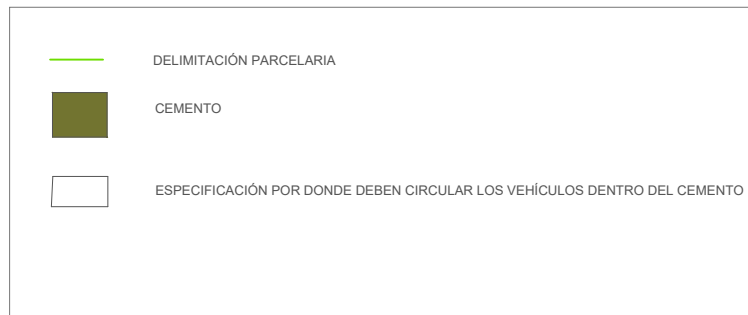 DELIMITACIÓN PARCELARIA
CEMENTO
ESPECIFICACIÓN POR DONDE DEBEN CIRCULAR LOS VEHÍCULOS DENTRO DEL CEMENTO